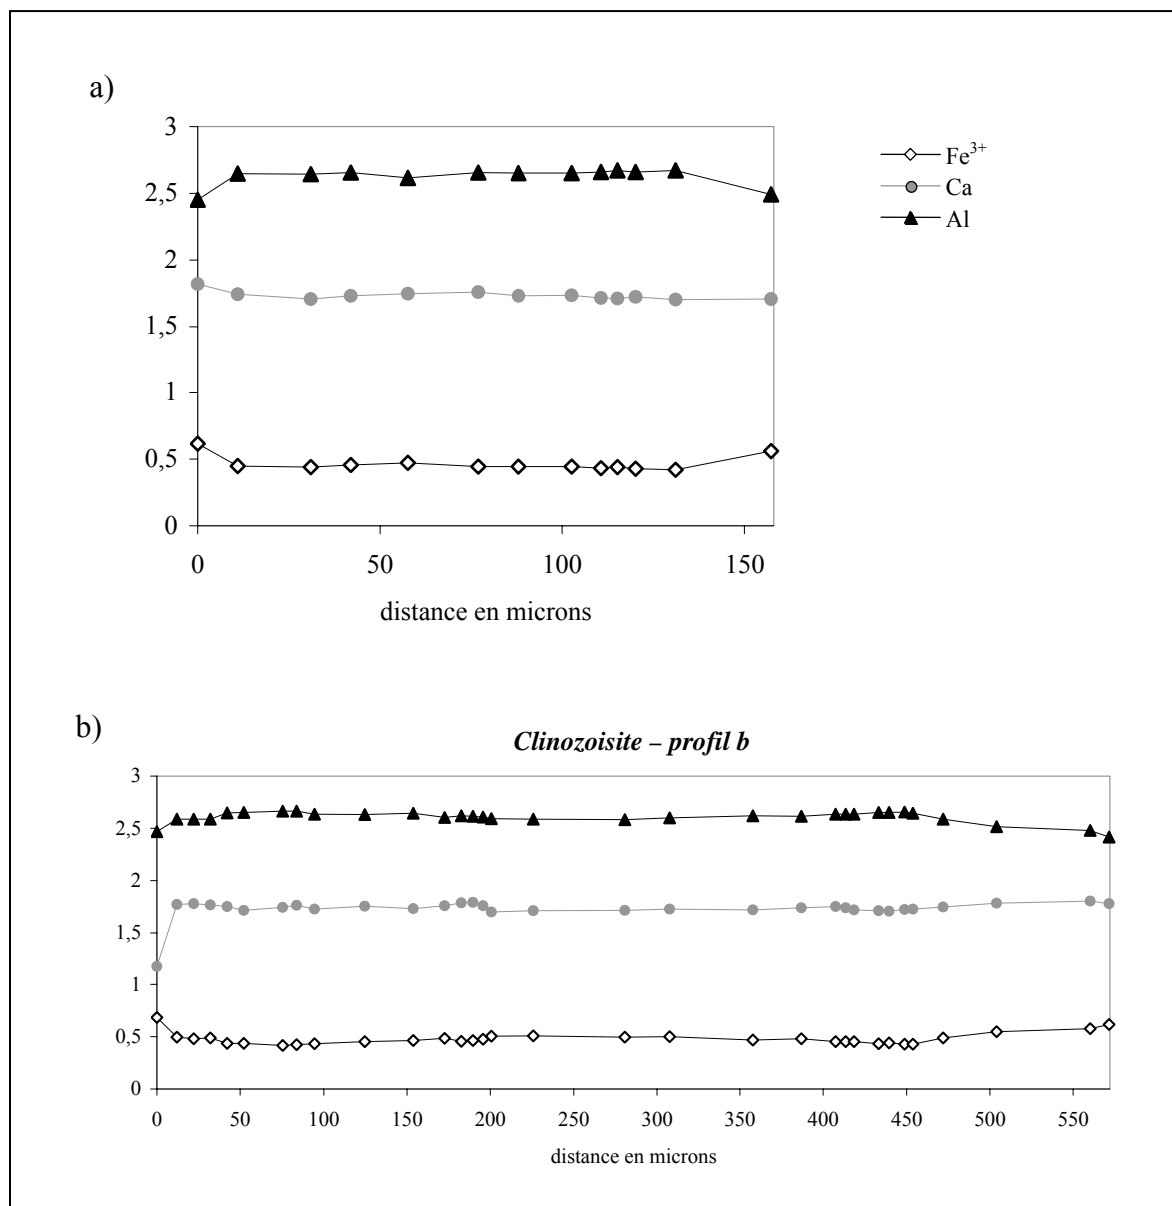 a)
3
2,5
2
1,5
1
0,5
0
0 50 100 150
distance en microns
Fe³⁺
Ca
Al
b)
Clinozoisite – profil b
3
2,5
2
1,5
1
0,5
0
0 50 100 150 200 250 300 350 400 450 500 550
distance en microns